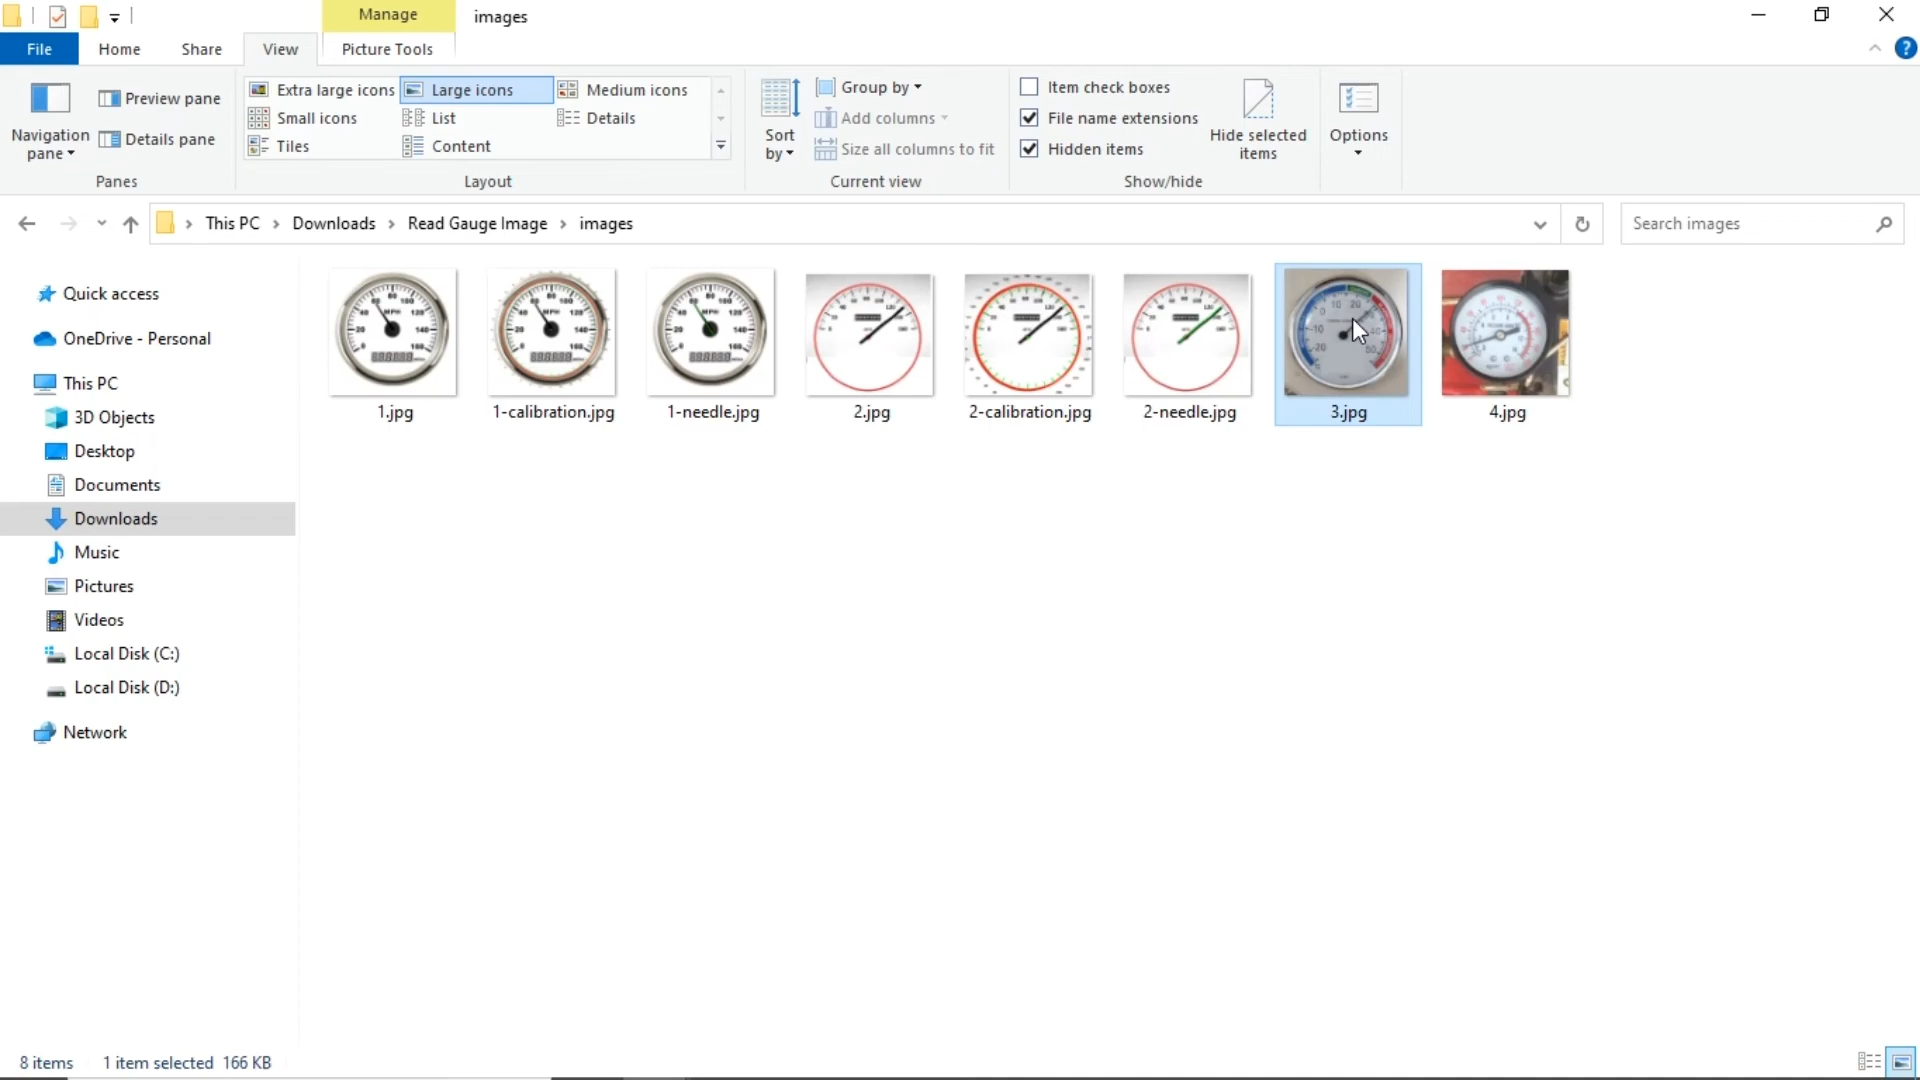 Manage
images
File
Home
Share
View
Picture Tools
Navigation pane
Preview pane
Details pane
Panes
Extra large icons
Large icons
Medium icons
Small icons
List
Details
Tiles
Content
Layout
Sort by
Group by
Add columns
Size all columns to fit
Current view
Item check boxes
File name extensions
Hidden items
Hide selected items
Show/hide
Options
This PC > Downloads > Read Gauge Image > images
Search images
Quick access
OneDrive - Personal
This PC
3D Objects
Desktop
Documents
Downloads
Music
Pictures
Videos
Local Disk (C:)
Local Disk (D:)
Network
1.jpg
1-calibration.jpg
1-needle.jpg
2.jpg
2-calibration.jpg
2-needle.jpg
3.jpg
4.jpg
8 items
1 item selected 166 KB